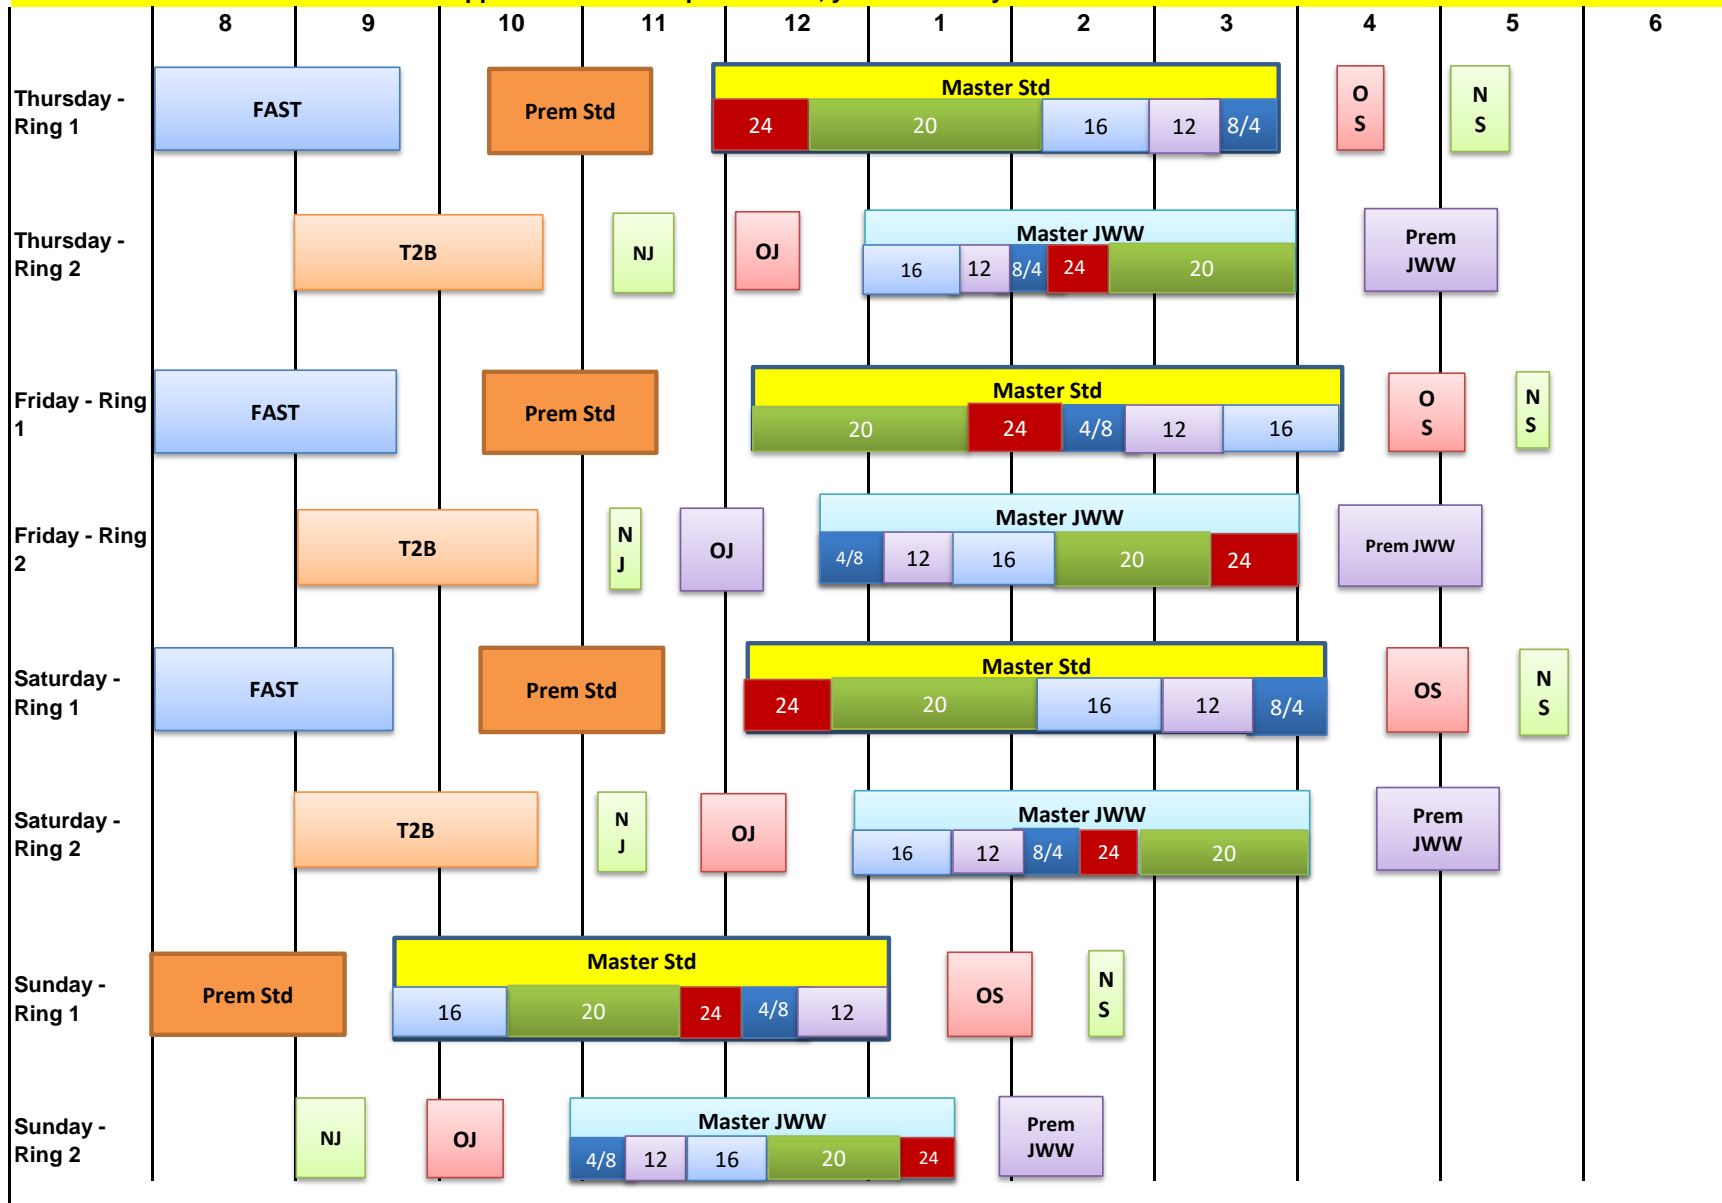 8 9 10 11 12 1 2 3 4 5 6
Thursday -
Ring 1
FAST
Prem Std
Master Std
24 20 16 12 8/4
O
S
N
S
Thursday -
Ring 2
T2B
NJ
OJ
Master JWW
16 12 8/4 24 20
Prem
JWW
Friday - Ring
1
FAST
Prem Std
Master Std
20 24 4/8 12 16
O
S
N
S
Friday - Ring
2
T2B
N
J
OJ
Master JWW
4/8 12 16 20 24
Prem JWW
Saturday -
Ring 1
FAST
Prem Std
Master Std
24 20 16 12 8/4
OS
N
S
Saturday -
Ring 2
T2B
N
J
OJ
Master JWW
16 12 8/4 24 20
Prem
JWW
Sunday -
Ring 1
Prem Std
Master Std
16 20 24 4/8 12
OS
N
S
Sunday -
Ring 2
NJ
OJ
Master JWW
4/8 12 16 20 24
Prem
JWW